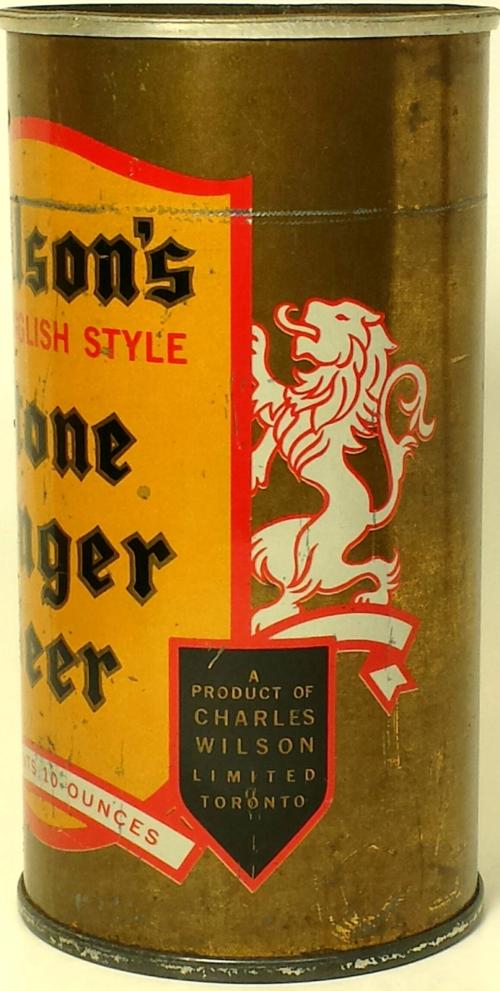 lson's
GLISH STYLE
one
ger
eer
TS 10 OUNCES
A
PRODUCT OF
CHARLES
WILSON
LIMITED
TORONTO